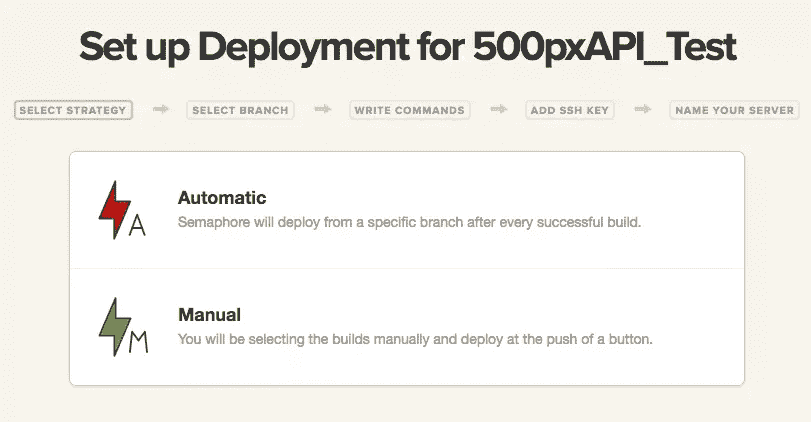 Set up Deployment for 500pxAPI_Test
SELECT STRATEGY SELECT BRANCH WRITE COMMANDS ADD SSH KEY NAME YOUR SERVER
Automatic
Semaphore will deploy from a specific branch after every successful build.
A
Manual
You will be selecting the builds manually and deploy at the push of a button.
M